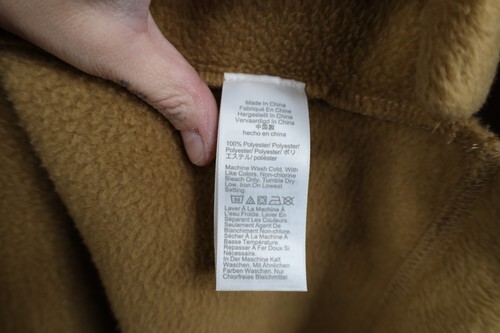 Made In China
Fabriqué En China
Hergestellt In China
Vervaardigd In China
中国製
hecho en china
100% Polyester/ Polyester/
Polyester/ Polyester/ ポリ
エステル/ poliéster
Machine Wash Cold, With
Like Colors, Non-chlorine
Bleach Only, Tumble Dry
Low, Iron On Lowest
Setting.
Laver À La Machine À
L'eau Froide. Laver En
Séparant Les Couleurs.
Seulement Agent De
Blanchiment Non-Chlore.
Sécher À La Machine À
Basse Température.
Repasser À Fer Doux Si
Nécessaire.
In Der Maschine Kalt
Waschen, Mit Ähnlichen
Farben Waschen, Nur
Chlorfreies Bleichmittel.